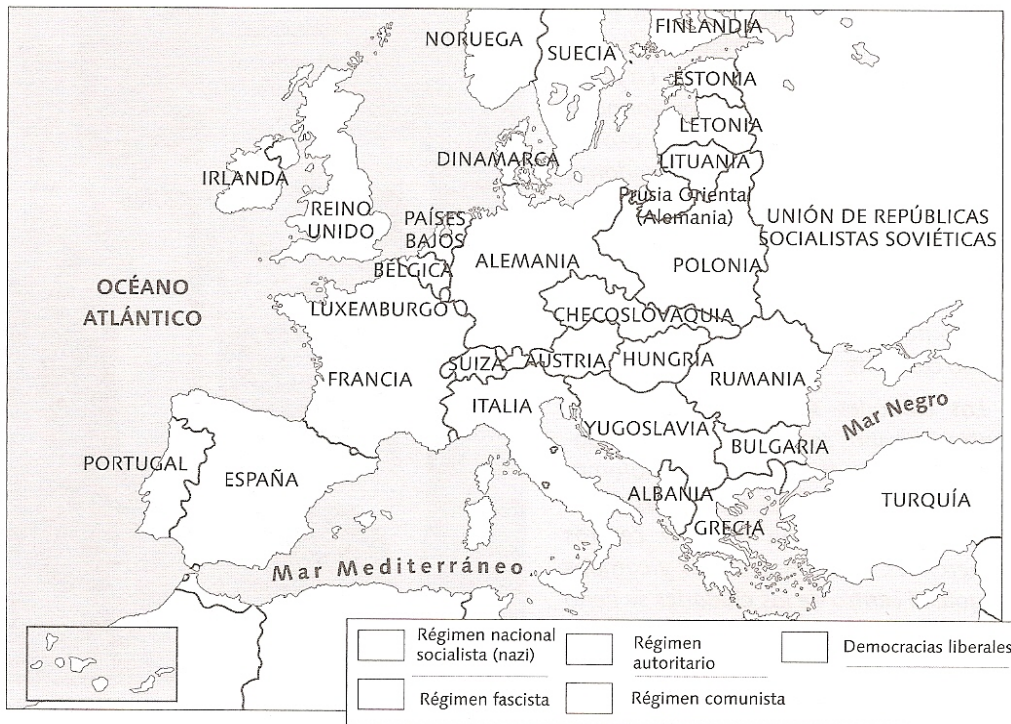 NORUEGA
SUECIA
FINLANDIA
ESTONIA
LETONIA
LITUANIA
DINAMARCA
IRLANDA
REINO
UNIDO
PAÍSES
BAJOS
Prusia Oriental
(Alemania)
UNIÓN DE REPÚBLICAS
SOCIALISTAS SOVIÉTICAS
ALEMANIA
POLONIA
BÉLGICA
OCÉANO
ATLÁNTICO
LUXEMBURGO
CHECOSLOVAQUIA
SUIZA
AUSTRIA
HUNGRÍA
FRANCIA
RUMANIA
ITALIA
Mar Negro
YUGOSLAVIA
BULGARIA
PORTUGAL
ESPAÑA
ALBANIA
TURQUÍA
GRECIA
Mar Mediterráneo
Régimen nacional
socialista (nazi)
Régimen
autoritario
Democracias liberales
Régimen fascista
Régimen comunista